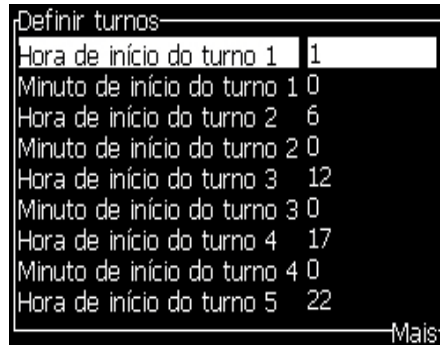 Definir turnos
Hora de início do turno 1 1
Minuto de início do turno 1 0
Hora de início do turno 2 6
Minuto de início do turno 2 0
Hora de início do turno 3 12
Minuto de início do turno 3 0
Hora de início do turno 4 17
Minuto de início do turno 4 0
Hora de início do turno 5 22
Mais